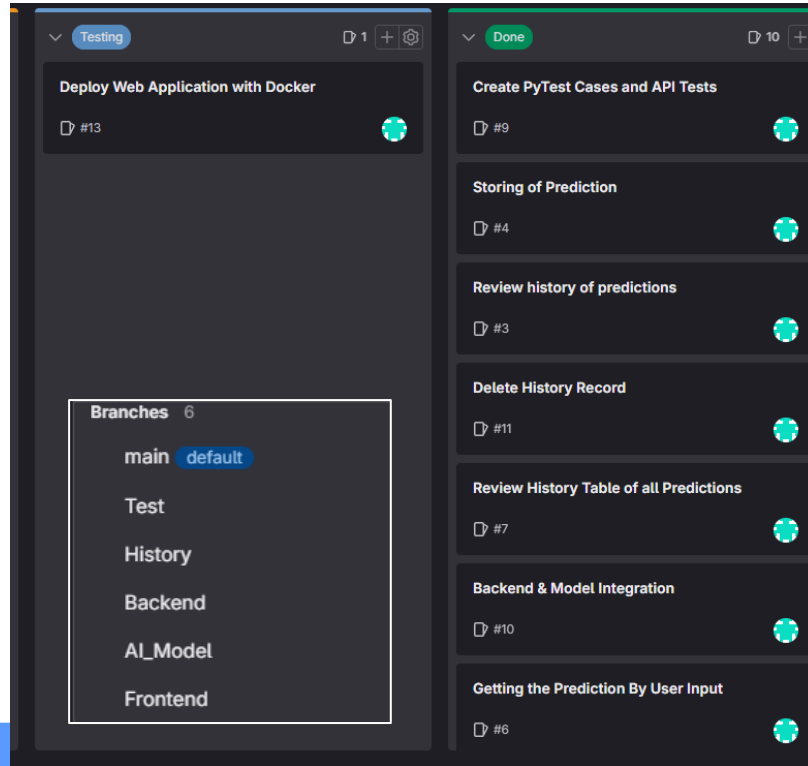 Testing
1
Deploy Web Application with Docker
#13
Branches 6
main default
Test
History
Backend
AI_Model
Frontend
Done
10
Create PyTest Cases and API Tests
#9
Storing of Prediction
#4
Review history of predictions
#3
Delete History Record
#11
Review History Table of all Predictions
#7
Backend & Model Integration
#10
Getting the Prediction By User Input
#6